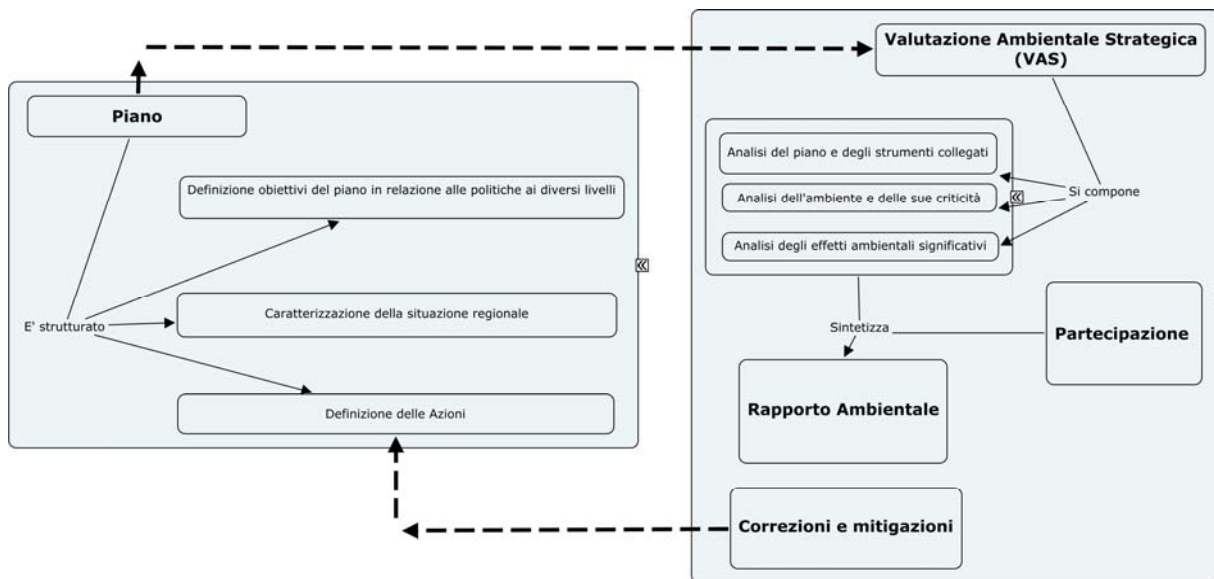 Piano
Definizione obiettivi del piano in relazione alle politiche ai diversi livelli
E' strutturato
Caratterizzazione della situazione regionale
Definizione delle Azioni
Valutazione Ambientale Strategica
(VAS)
Analisi del piano e degli strumenti collegati
Analisi dell'ambiente e delle sue criticità
Analisi degli effetti ambientali significativi
Si compone
Sintetizza
Partecipazione
Rapporto Ambientale
Correzioni e mitigazioni